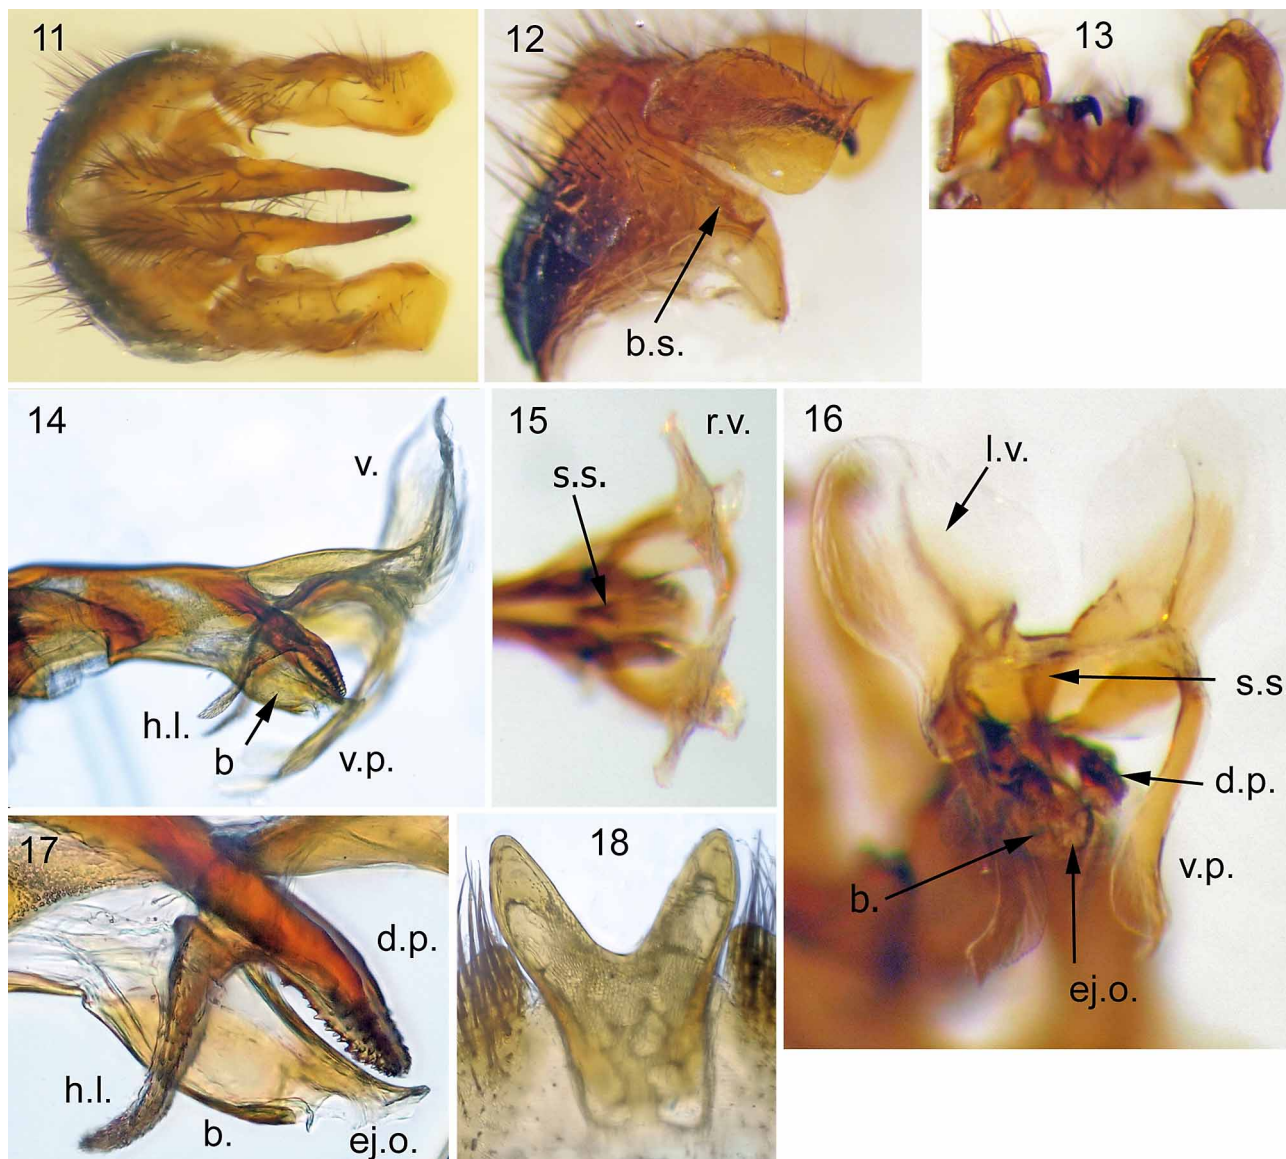 11
12
13
b.s.
14
v.
h.l.
b
v.p.
15
r.v.
s.s.
16
l.v.
s.s
d.p.
v.p.
b.
ej.o.
17
d.p.
h.l.
b.
ej.o.
18